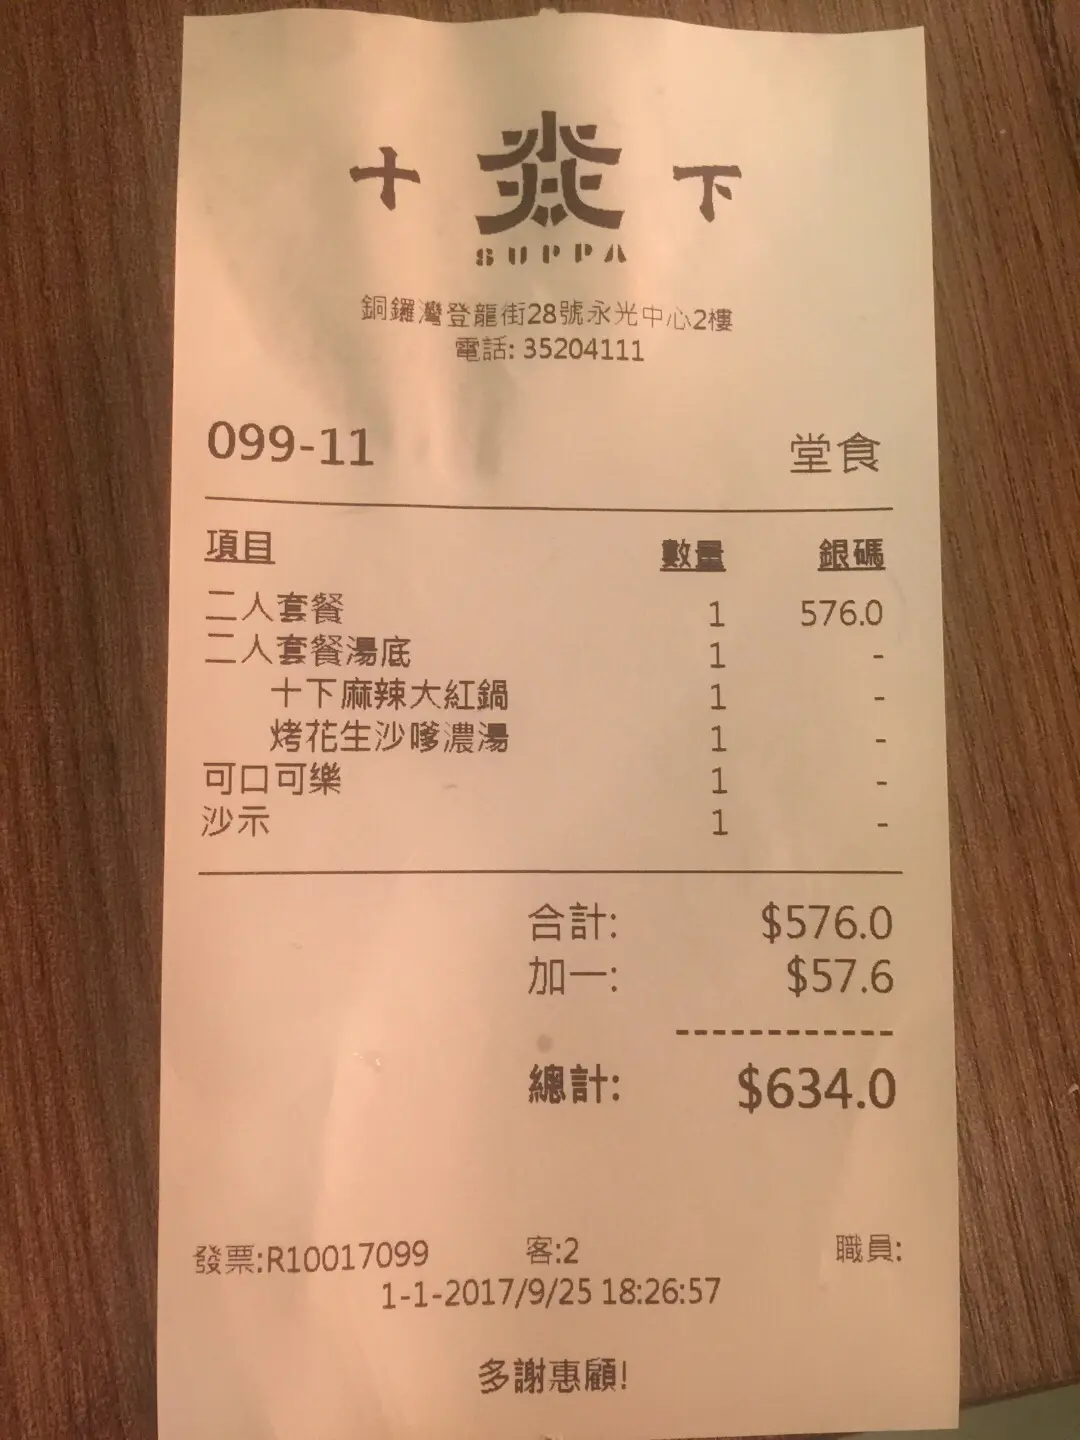 十 焱 下
SUPPA
銅鑼灣登龍街28號永光中心2樓
電話: 35204111
099-11 堂食
項目 數量 銀碼
二人套餐 1 576.0
二人套餐湯底 1 -
十下麻辣大紅鍋 1 -
烤花生沙嗲濃湯 1 -
可口可樂 1 -
沙示 1 -
合計: $576.0
加一: $57.6
------------
總計: $634.0
發票:R10017099 客:2 職員:
1-1-2017/9/25 18:26:57
多謝惠顧!